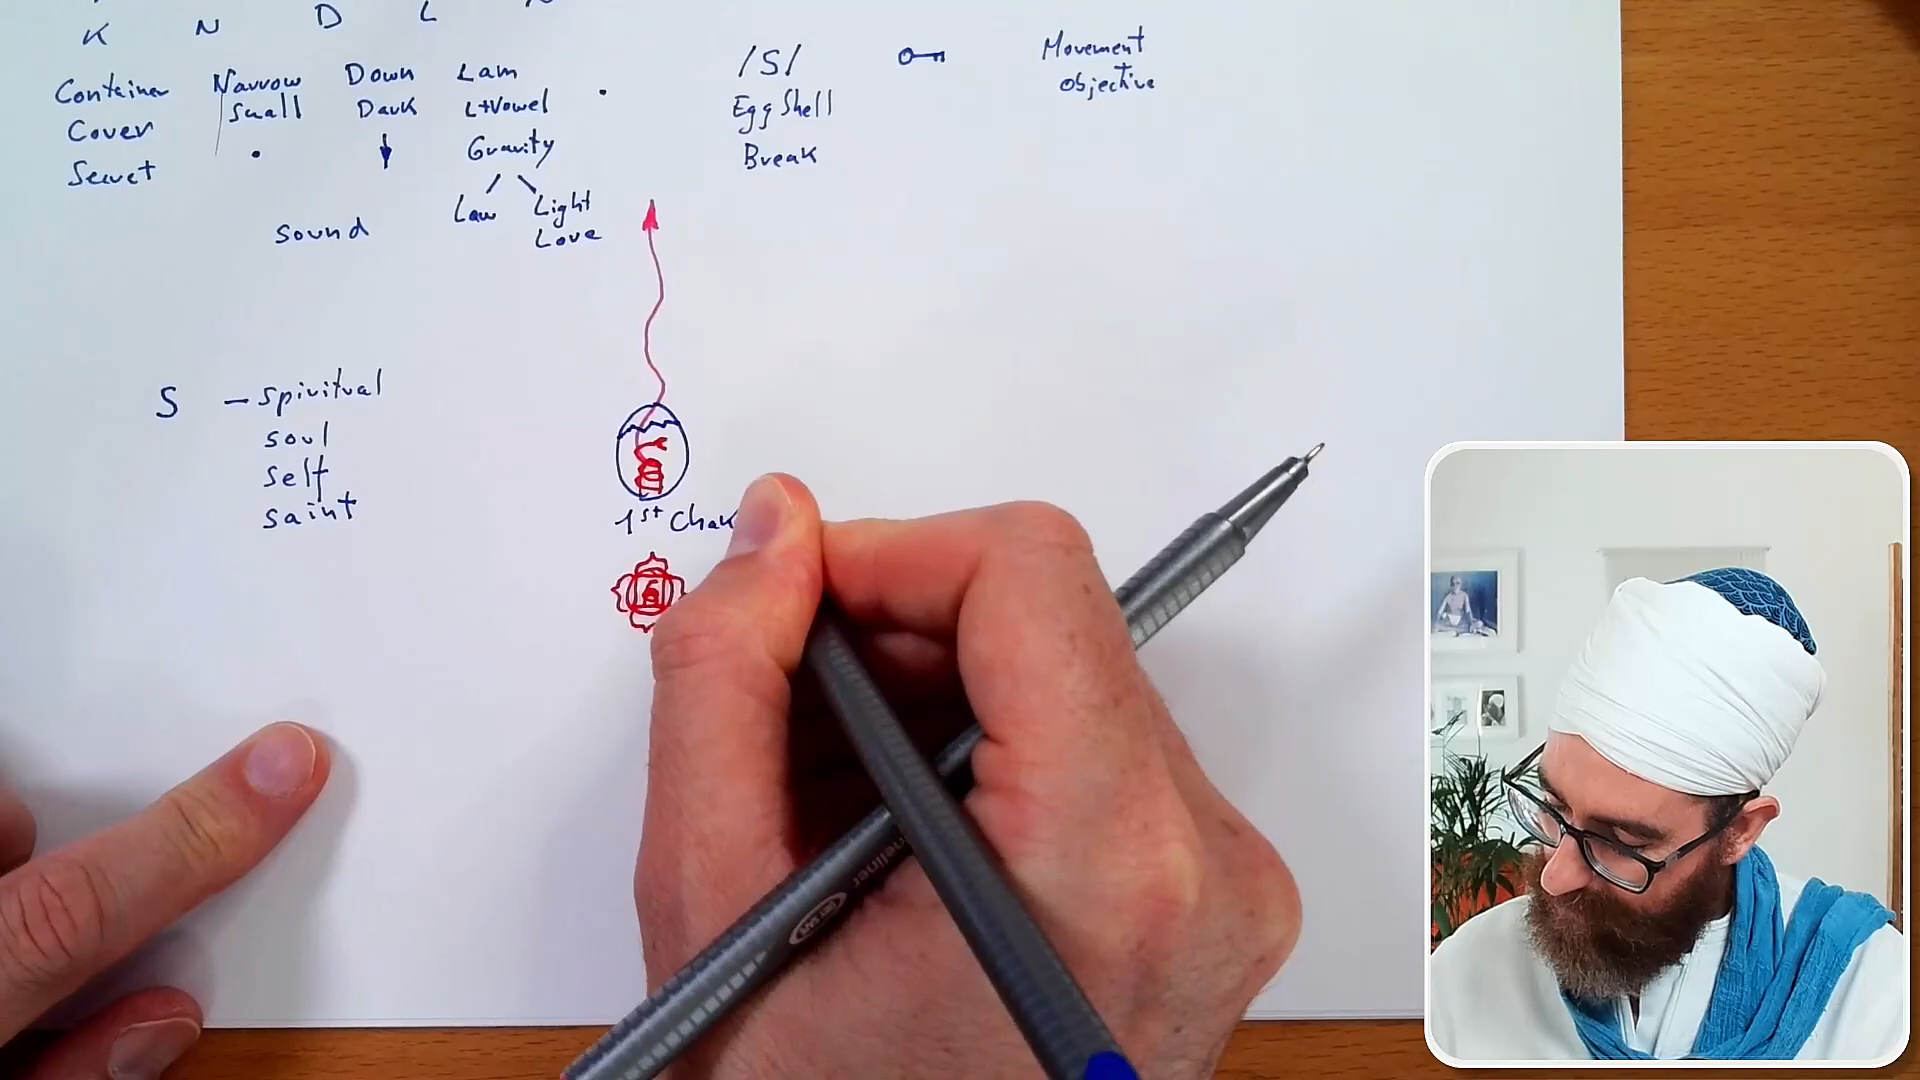 K N D L
Container Narrow Down Lam /S/ Movement
Cover Small Dark L+Vowel Egg Shell + Objective
Secret Gravity Break
Law Light
Sound Love
S – Spiritual
soul
self
saint
1st Chak
neliner